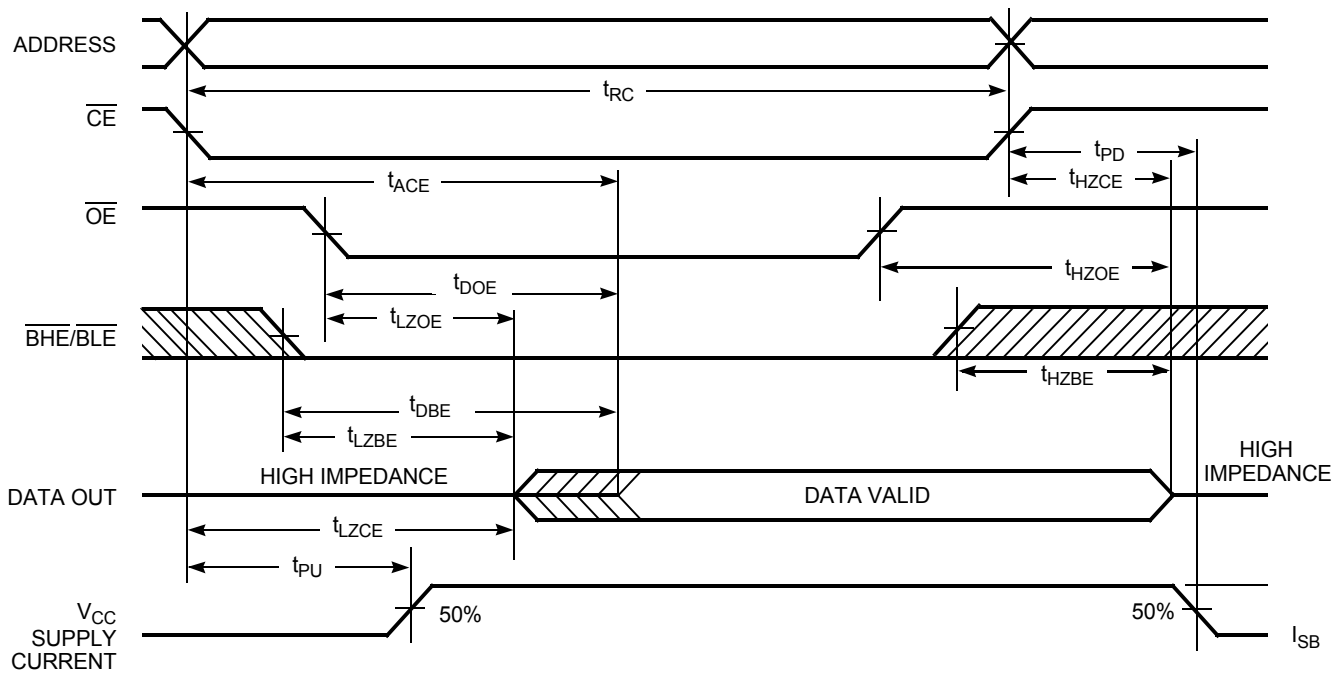 ADDRESS
tRC
CE
tPD
tACE
tHZCE
OE
tHZOE
tDOE
tLZOE
BHE/BLE
tHZBE
tDBE
tLZBE
HIGH IMPEDANCE
HIGH
IMPEDANCE
DATA OUT
DATA VALID
tLZCE
tPU
VCC
SUPPLY
CURRENT
50%
50%
ISB